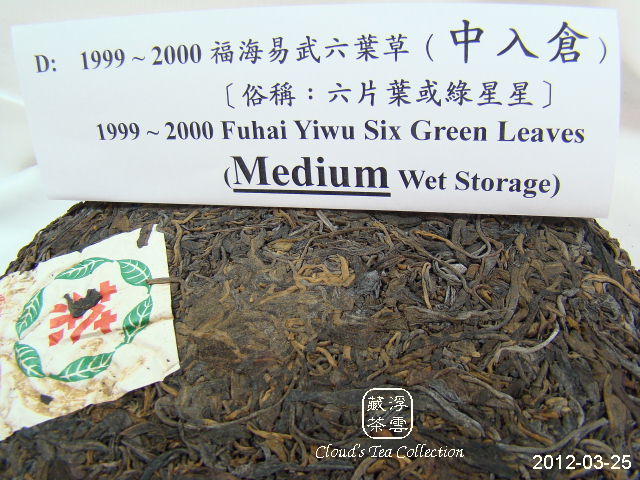 D: 1999 ~ 2000 福海易武六葉草 (中入倉)
〔俗稱：六片葉或綠星星〕
1999 ~ 2000 Fuhai Yiwu Six Green Leaves
(Medium Wet Storage)
茶
浮雲
藏茶
Cloud's Tea Collection
2012-03-25